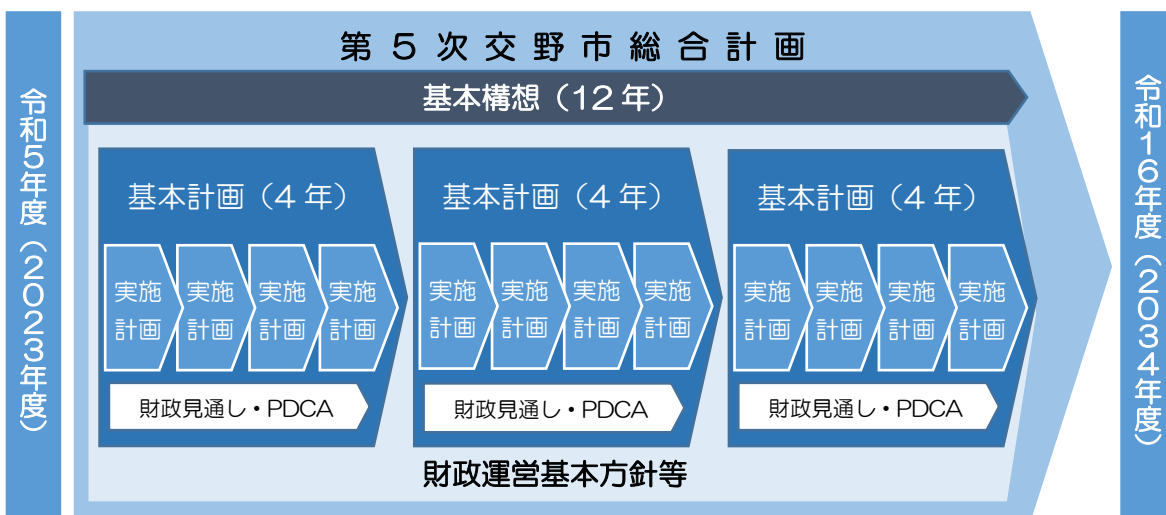 令和5年度（2023年度）
第5次交野市総合計画
基本構想（12年）
基本計画（4年）
実施
計画
実施
計画
実施
計画
実施
計画
財政見通し・PDCA
基本計画（4年）
実施
計画
実施
計画
実施
計画
実施
計画
財政見通し・PDCA
基本計画（4年）
実施
計画
実施
計画
実施
計画
実施
計画
財政見通し・PDCA
財政運営基本方針等
令和16年度（2034年度）